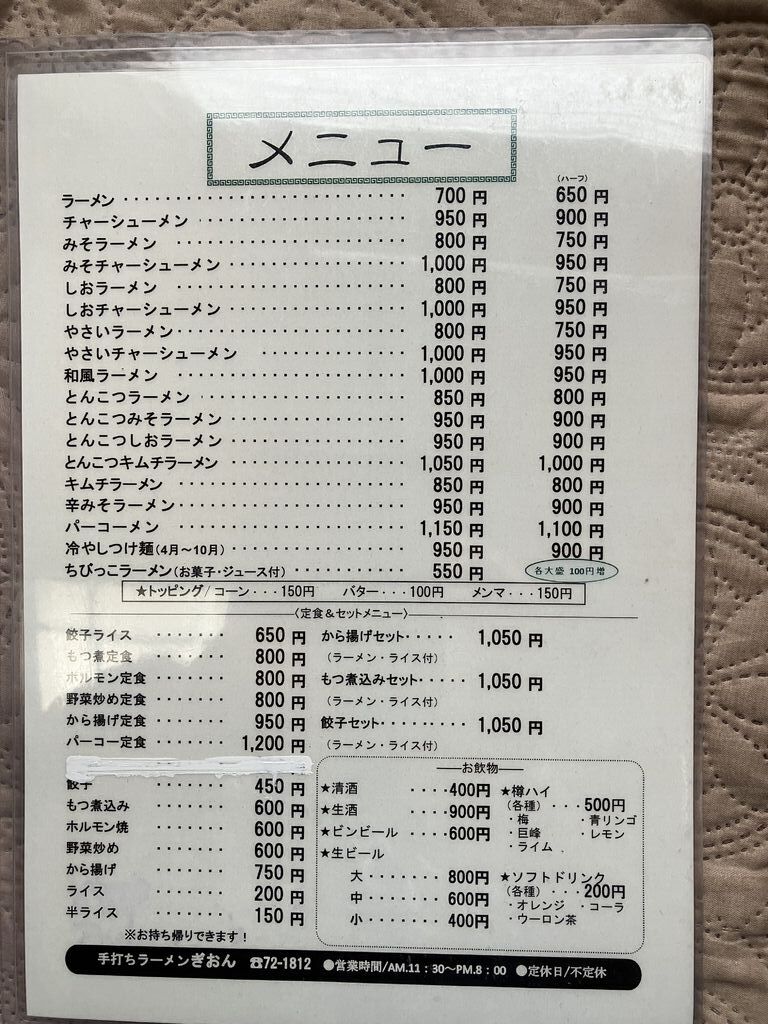 メニュー
(ハーフ)
ラーメン 700円 650円
チャーシューメン 950円 900円
みそラーメン 800円 750円
みそチャーシューメン 1,000円 950円
しおラーメン 800円 750円
しおチャーシューメン 1,000円 950円
やさいラーメン 800円 750円
やさいチャーシューメン 1,000円 950円
和風ラーメン 1,000円 950円
とんこつラーメン 850円 800円
とんこつみそラーメン 950円 900円
とんこつしおラーメン 950円 900円
とんこつキムチラーメン 1,050円 1,000円
キムチラーメン 850円 800円
辛みそラーメン 950円 900円
パーコーメン 1,150円 1,100円
冷やしつけ麺(4月～10月) 950円 900円
ちびっこラーメン(お菓子・ジュース付) 550円 各大盛 100円増
★トッピング/コーン・・・150円 バター・・・100円 メンマ・・・150円
〈定食&セットメニュー〉
餃子ライス 650円
もつ煮定食 800円
ホルモン定食 800円
野菜炒め定食 800円
から揚げ定食 950円
パーコー定食 1,200円
から揚げセット 1,050円
(ラーメン・ライス付)
もつ煮込みセット 1,050円
(ラーメン・ライス付)
餃子セット 1,050円
(ラーメン・ライス付)
餃子 450円
もつ煮込み 600円
ホルモン焼 600円
野菜炒め 600円
から揚げ 750円
ライス 200円
半ライス 150円
※お持ち帰りできます！
お飲物
★清酒 400円
★生酒 900円
★ビンビール 600円
★生ビール
大 800円
中 600円
小 400円
★樽ハイ
(各種)・・・500円
・梅 ・青リンゴ
・巨峰 ・レモン
・ライム
★ソフトドリンク
(各種)・・・200円
・オレンジ ・コーラ
・ウーロン茶
手打ちラーメンぎおん ☎72-1812 ●営業時間/AM.11：30～PM.8：00 ●定休日/不定休